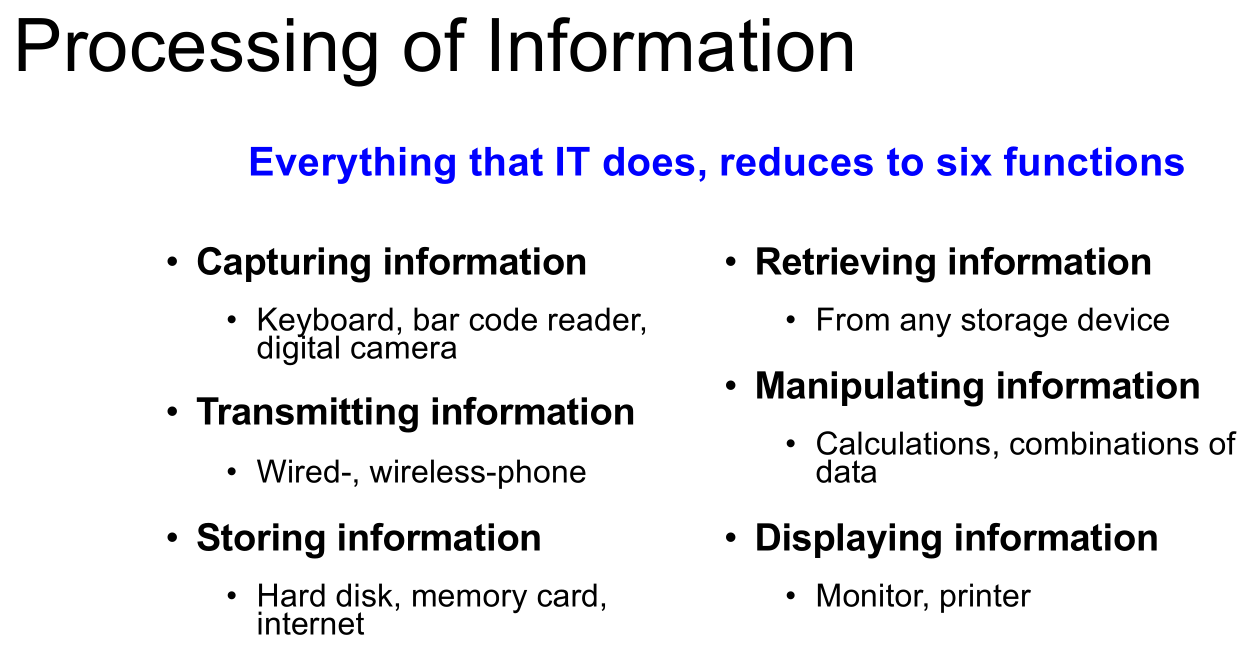 Processing of Information
Everything that IT does, reduces to six functions
• Capturing information
• Keyboard, bar code reader,
digital camera
• Transmitting information
• Wired-, wireless-phone
• Storing information
• Hard disk, memory card,
internet
• Retrieving information
• From any storage device
• Manipulating information
• Calculations, combinations of
data
• Displaying information
• Monitor, printer